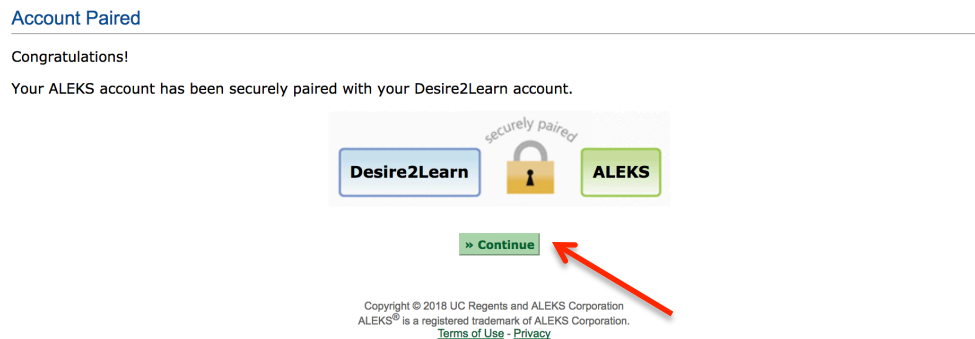 Account Paired
Congratulations!
Your ALEKS account has been securely paired with your Desire2Learn account.
securely paired
Desire2Learn
ALEKS
» Continue
Copyright © 2018 UC Regents and ALEKS Corporation
ALEKS® is a registered trademark of ALEKS Corporation.
Terms of Use - Privacy